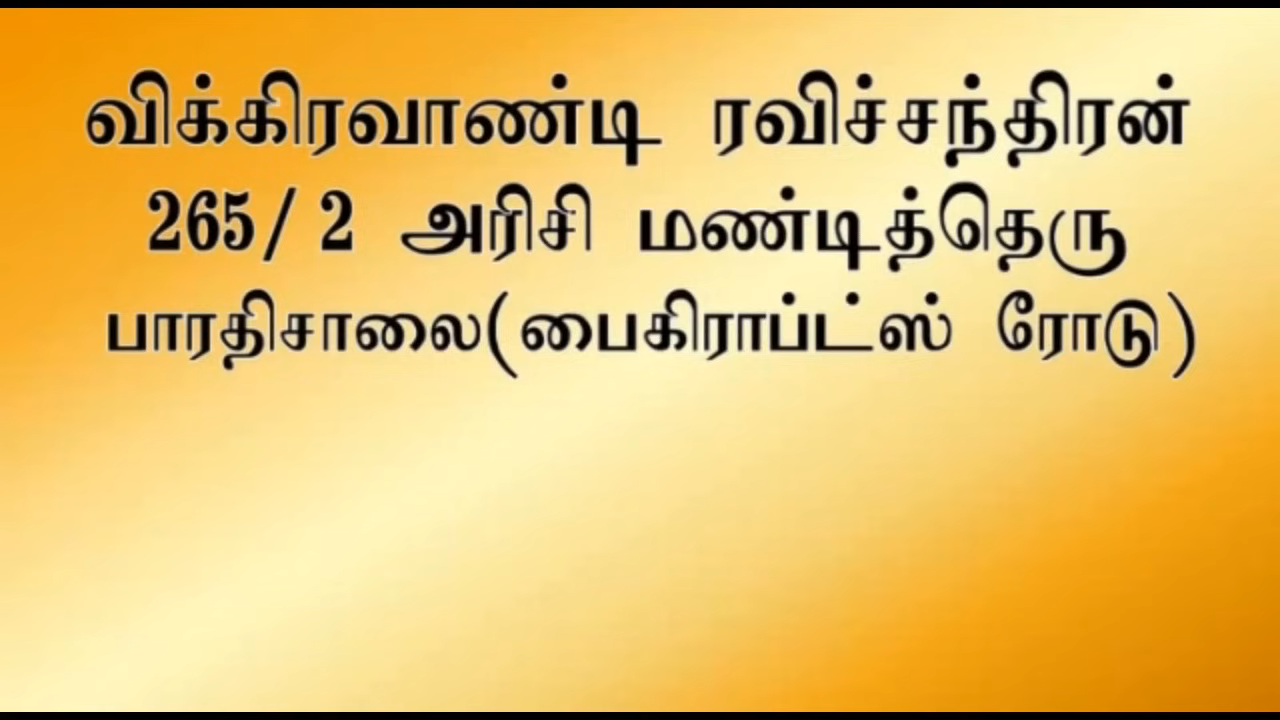 விக்கிரவாண்டி ரவிச்சந்திரன்
265/ 2 அரிசி மண்டித்தெரு
பாரதிசாலை(பைகிராப்ட்ஸ் ரோடு)